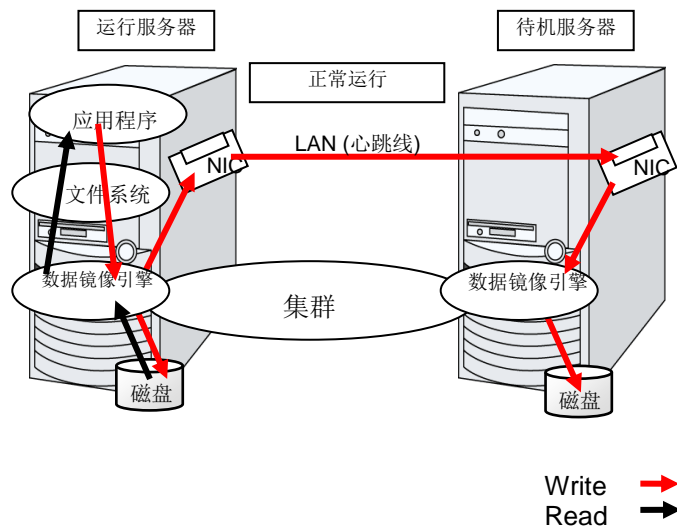 运行服务器
待机服务器
正常运行
应用程序
LAN (心跳线)
NIC
NIC
文件系统
数据镜像引擎
数据镜像引擎
集群
磁盘
磁盘
Write
Read